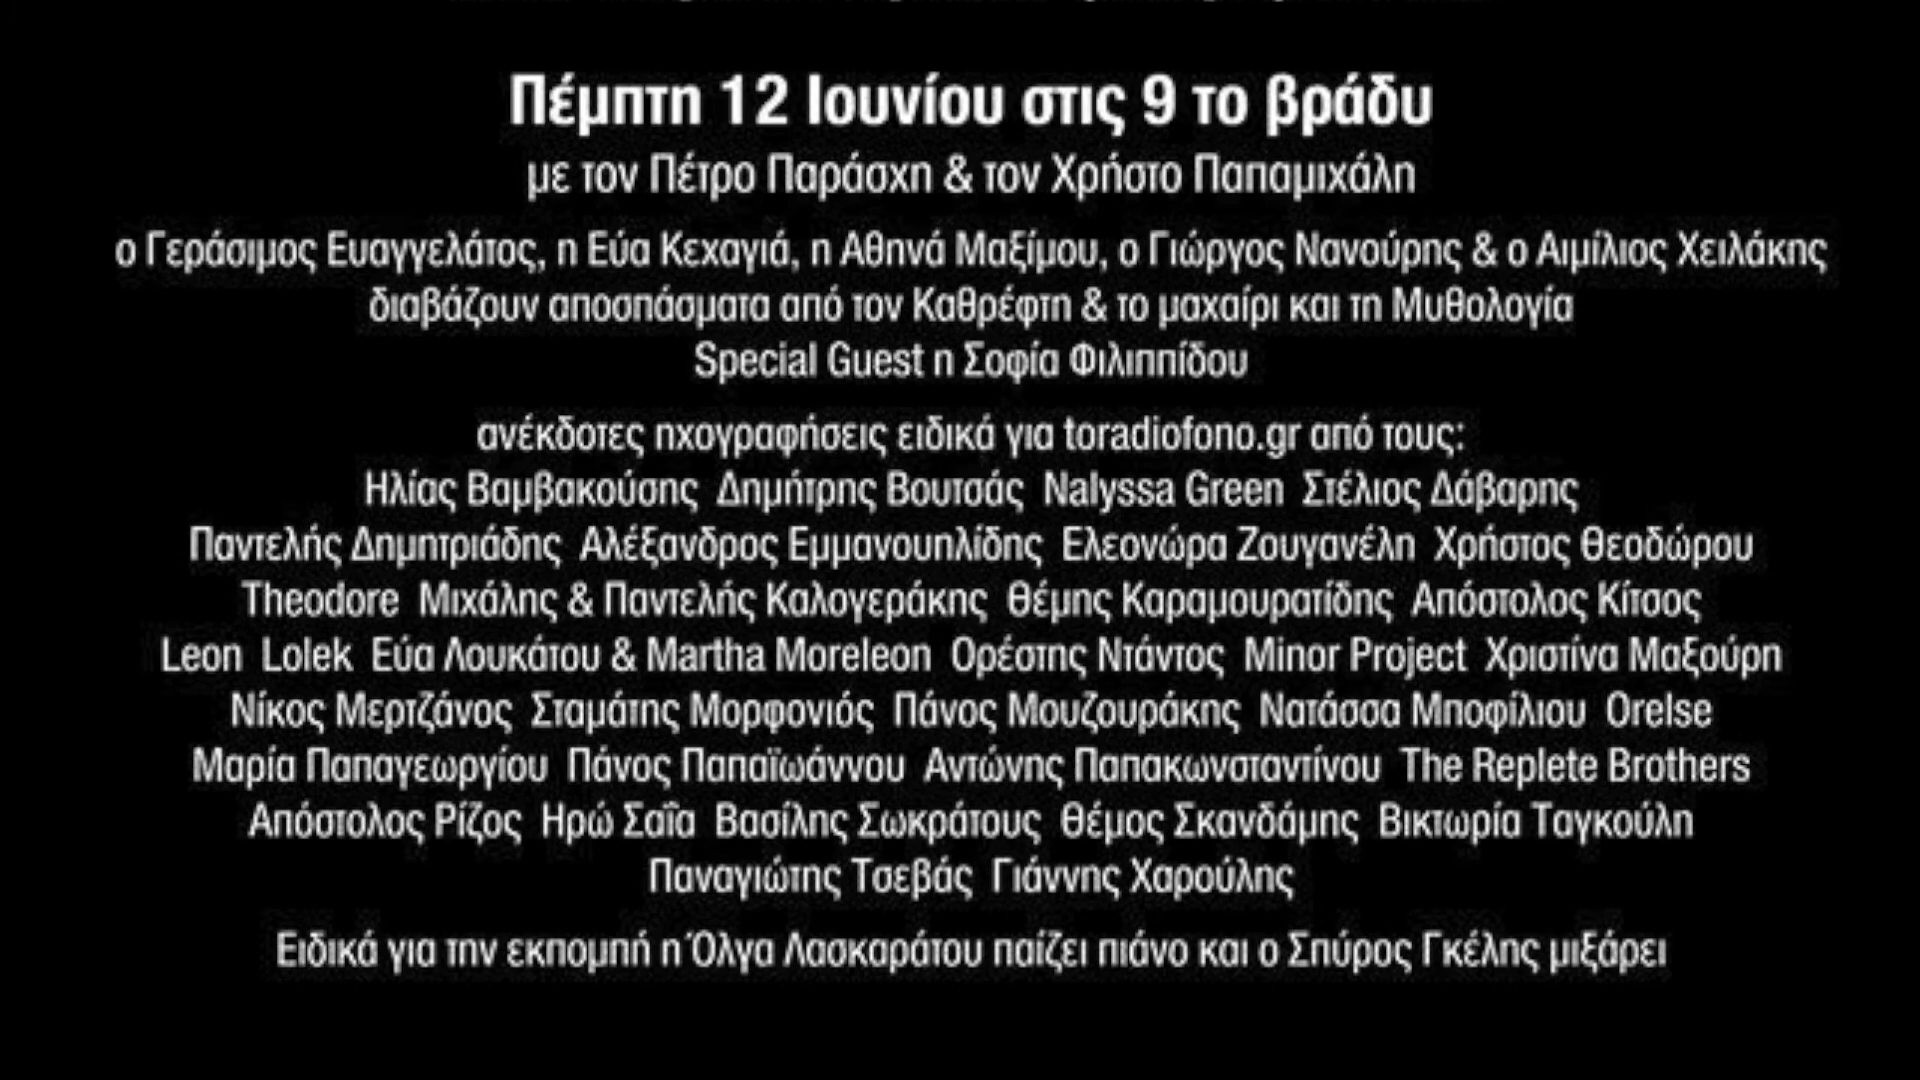 Πέμπτη 12 Ιουνίου στις 9 το βράδυ
με τον Πέτρο Παράσχη & τον Χρήστο Παπαμιχάλη
ο Γεράσιμος Ευαγγελάτος, η Εύα Κεχαγιά, η Αθηνά Μαξίμου, ο Γιώργος Νανούρης & ο Αιμίλιος Χειλάκης
διαβάζουν αποσπάσματα από τον Καθρέφτη & το μαχαίρι και τη Μυθολογία
Special Guest η Σοφία Φιλιππίδου
ανέκδοτες ηχογραφήσεις ειδικά για toradiofono.gr από τους:
Ηλίας Βαμβακούσης Δημήτρης Βουτσάς Nalyssa Green Στέλιος Δάβαρης
Παντελής Δημητριάδης Αλέξανδρος Εμμανουηλίδης Ελεονώρα Ζουγανέλη Χρήστος Θεοδώρου
Theodore Μιχάλης & Παντελής Καλογεράκης Θέμης Καραμουρατίδης Απόστολος Κίτσος
Leon Lolek Εύα Λουκάτου & Martha Moreleon Ορέστης Ντάντος Minor Project Χριστίνα Μαξούρη
Νίκος Μερτζάνος Σταμάτης Μορφονιός Πάνος Μουζουράκης Νατάσσα Μποφίλιου Orelse
Μαρία Παπαγεωργίου Πάνος Παπαϊωάννου Αντώνης Παπακωνσταντίνου The Replete Brothers
Απόστολος Ρίζος Ηρώ Σαΐα Βασίλης Σωκράτους Θέμος Σκανδάμης Βικτωρία Ταγκούλη
Παναγιώτης Τσεβάς Γιάννης Χαρούλης
Ειδικά για την εκπομπή η Όλγα Λασκαράτου παίζει πιάνο και ο Σπύρος Γκέλης μιξάρει